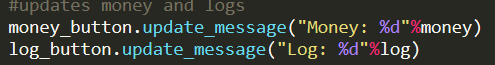 #updates money and logs
money_button.update_message("Money: %d"%money)
log_button.update_message("Log: %d"%log)